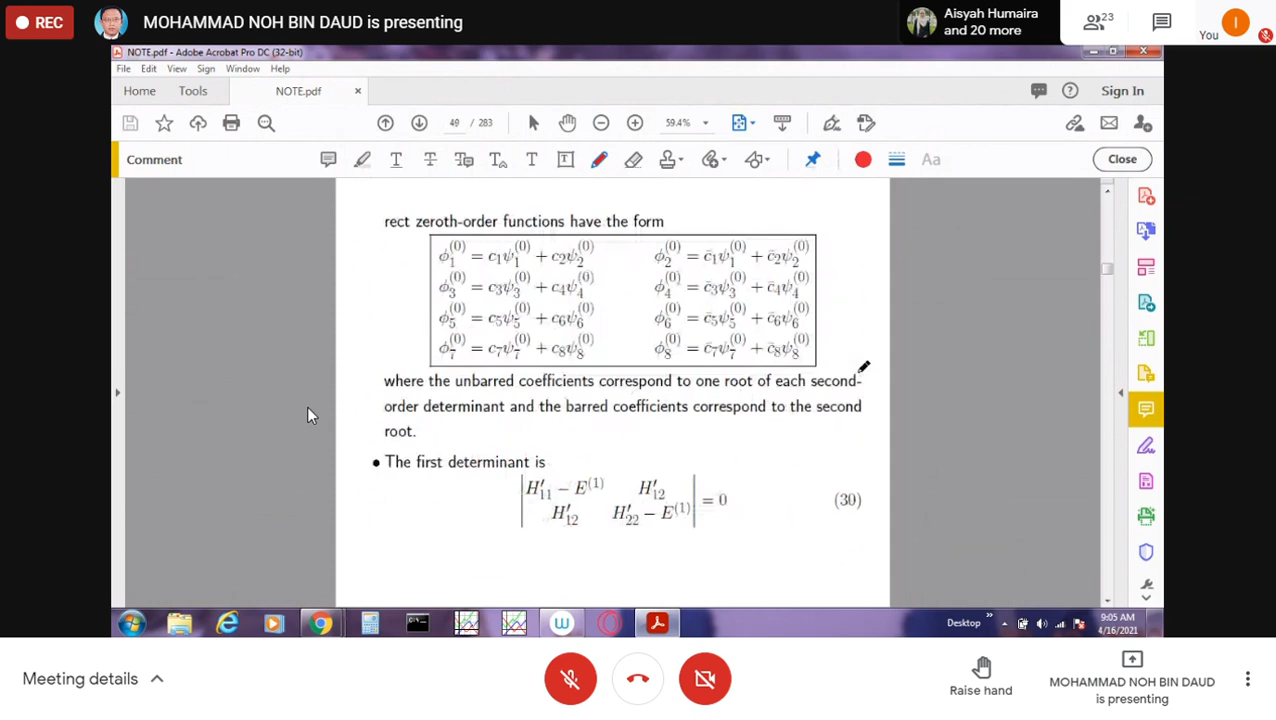 REC
MOHAMMAD NOH BIN DAUD is presenting
Aisyah Humaira
and 20 more
23
You
I
NOTE.pdf - Adobe Acrobat Pro DC (32-bit)
File Edit View Sign Window Help
Home Tools NOTE.pdf × Sign In
49 / 283 59.4%
Comment Aa Close
rect zeroth-order functions have the form
ϕ₁⁽⁰⁾ = c₁ψ₁⁽⁰⁾ + c₂ψ₂⁽⁰⁾ ϕ₂⁽⁰⁾ = c̄₁ψ₁⁽⁰⁾ + c̄₂ψ₂⁽⁰⁾
ϕ₃⁽⁰⁾ = c₃ψ₃⁽⁰⁾ + c₄ψ₄⁽⁰⁾ ϕ₄⁽⁰⁾ = c̄₃ψ₃⁽⁰⁾ + c̄₄ψ₄⁽⁰⁾
ϕ₅⁽⁰⁾ = c₅ψ₅⁽⁰⁾ + c₆ψ₆⁽⁰⁾ ϕ₆⁽⁰⁾ = c̄₅ψ₅⁽⁰⁾ + c̄₆ψ₆⁽⁰⁾
ϕ₇⁽⁰⁾ = c₇ψ₇⁽⁰⁾ + c₈ψ₈⁽⁰⁾ ϕ₈⁽⁰⁾ = c̄₇ψ₇⁽⁰⁾ + c̄₈ψ₈⁽⁰⁾
where the unbarred coefficients correspond to one root of each second-
order determinant and the barred coefficients correspond to the second
root.
• The first determinant is
|H′₁₁ − E⁽¹⁾ H′₁₂|
|H′₁₂ H′₂₂ − E⁽¹⁾| = 0 (30)
Desktop »
9:05 AM
4/16/2021
Meeting details
Raise hand
MOHAMMAD NOH BIN DAUD
is presenting